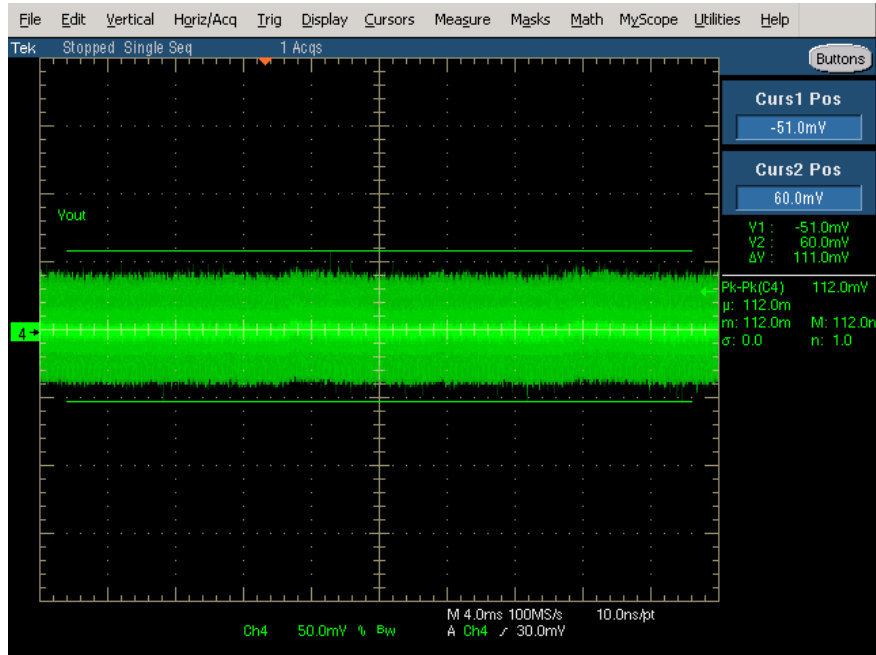 File Edit Vertical Horiz/Acq Trig Display Cursors Measure Masks Math MyScope Utilities Help
Tek Stopped Single Seq 1 Acqs
Buttons
Curs1 Pos
-51.0mV
Curs2 Pos
60.0mV
Vout
V1 : -51.0mV
V2 : 60.0mV
ΔV : 111.0mV
Pk-Pk(C4) 112.0mV
µ: 112.0m
m: 112.0m M: 112.0m
σ: 0.0 n: 1.0
4
M 4.0ms 100MS/s 10.0ns/pt
Ch4 50.0mV Bw A Ch4 30.0mV